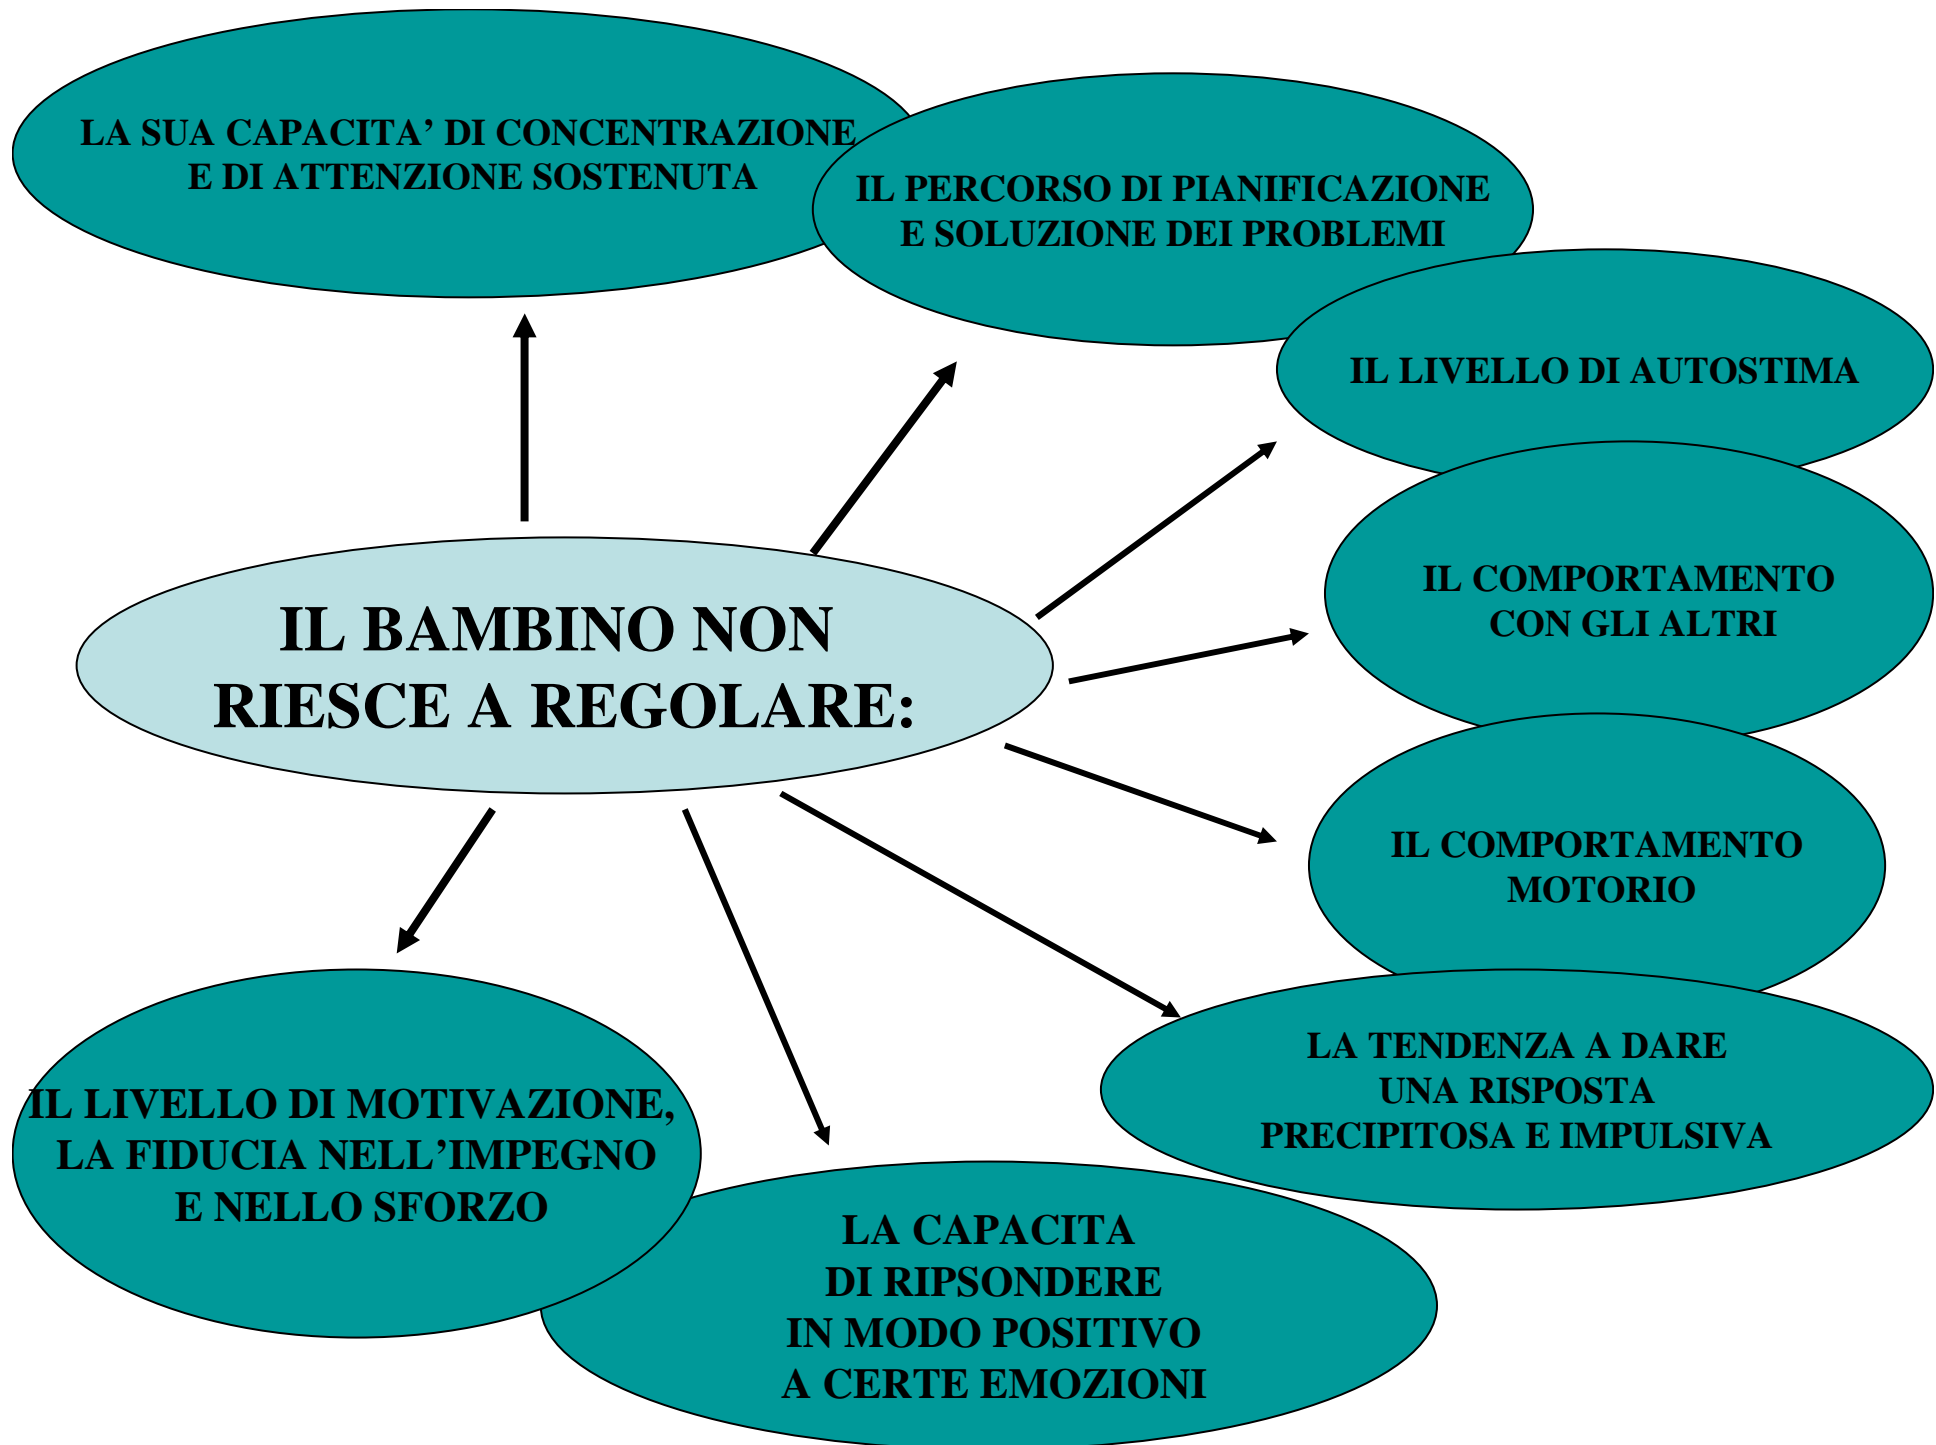 LA SUA CAPACITA’ DI CONCENTRAZIONE
E DI ATTENZIONE SOSTENUTA
IL PERCORSO DI PIANIFICAZIONE
E SOLUZIONE DEI PROBLEMI
IL LIVELLO DI AUTOSTIMA
IL COMPORTAMENTO
CON GLI ALTRI
IL BAMBINO NON
RIESCE A REGOLARE:
IL COMPORTAMENTO
MOTORIO
LA TENDENZA A DARE
UNA RISPOSTA
PRECIPITOSA E IMPULSIVA
IL LIVELLO DI MOTIVAZIONE,
LA FIDUCIA NELL’IMPEGNO
E NELLO SFORZO
LA CAPACITA
DI RIPSONDERE
IN MODO POSITIVO
A CERTE EMOZIONI